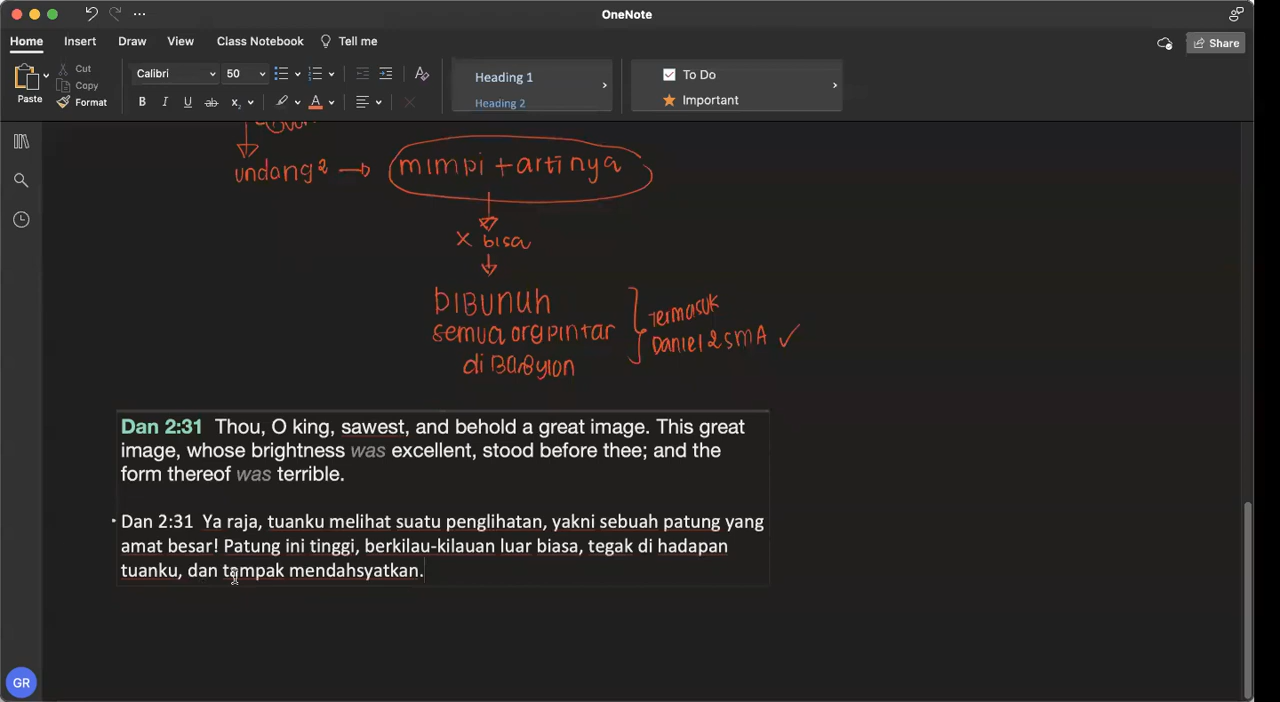 OneNote
Home Insert Draw View Class Notebook Tell me
Share
Paste
Cut
Copy
Format
Calibri 50
B I U ab x₂ A
Heading 1
Heading 2
To Do
Important
undang² → mimpi + artinya
x bisa
DIBUNUH
semua org pintar
di Babylon
Termasuk
Daniel 2 SMA ✓
Dan 2:31 Thou, O king, sawest, and behold a great image. This great
image, whose brightness was excellent, stood before thee; and the
form thereof was terrible.
Dan 2:31 Ya raja, tuanku melihat suatu penglihatan, yakni sebuah patung yang
amat besar! Patung ini tinggi, berkilau-kilauan luar biasa, tegak di hadapan
tuanku, dan tampak mendahsyatkan.
GR